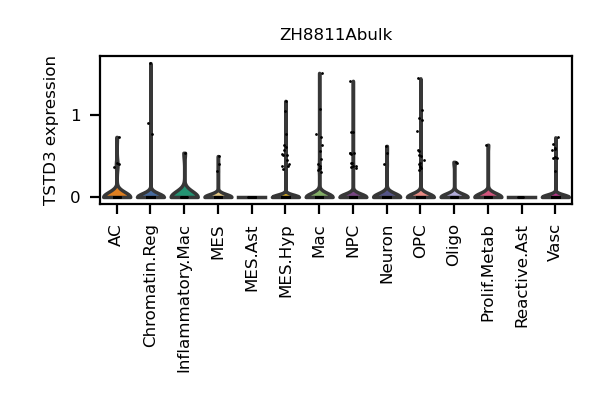 ZH8811Abulk
TSTD3 expression
1
0
AC
Chromatin.Reg
Inflammatory.Mac
MES
MES.Ast
MES.Hyp
Mac
NPC
Neuron
OPC
Oligo
Prolif.Metab
Reactive.Ast
Vasc